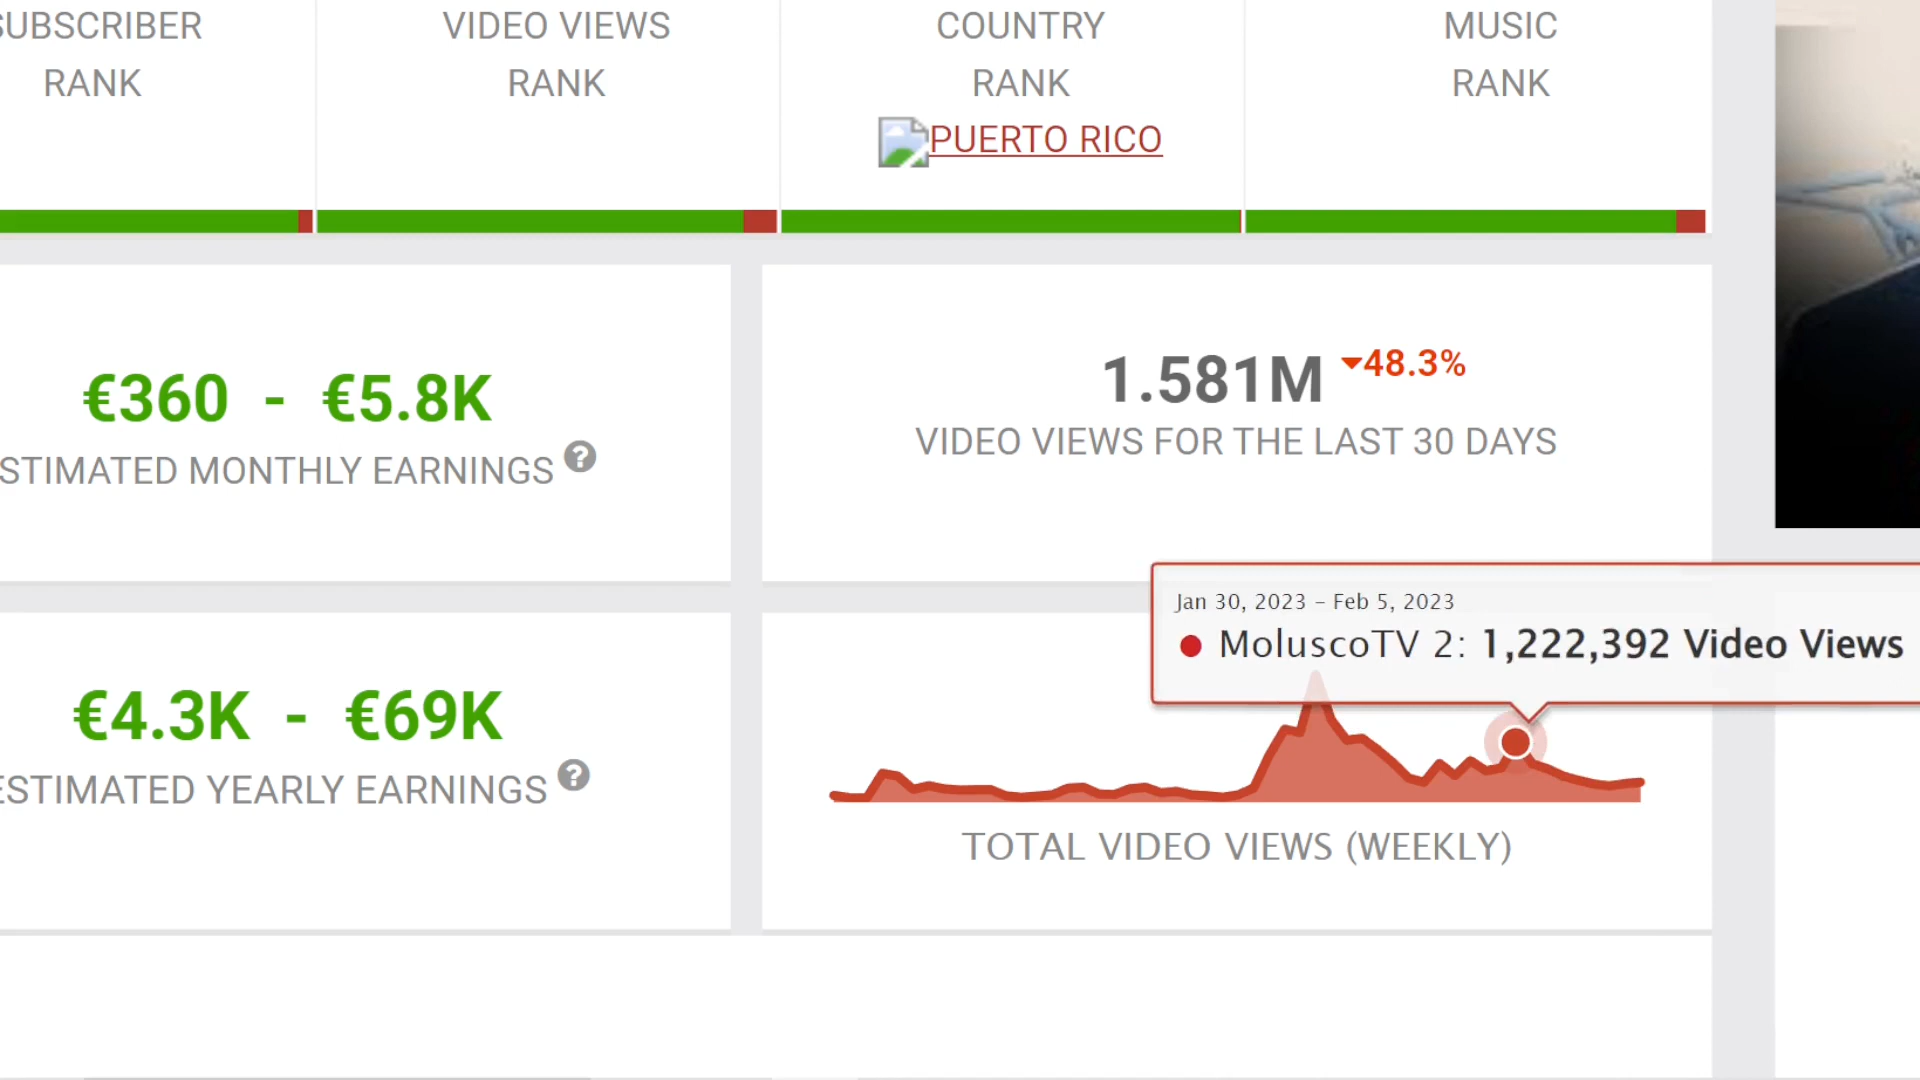 SUBSCRIBER
RANK
VIDEO VIEWS
RANK
COUNTRY
RANK
PUERTO RICO
MUSIC
RANK
€360 - €5.8K
ESTIMATED MONTHLY EARNINGS ?
1.581M 48.3%
VIDEO VIEWS FOR THE LAST 30 DAYS
€4.3K - €69K
ESTIMATED YEARLY EARNINGS ?
Jan 30, 2023 – Feb 5, 2023
MoluscoTV 2: 1,222,392 Video Views
TOTAL VIDEO VIEWS (WEEKLY)